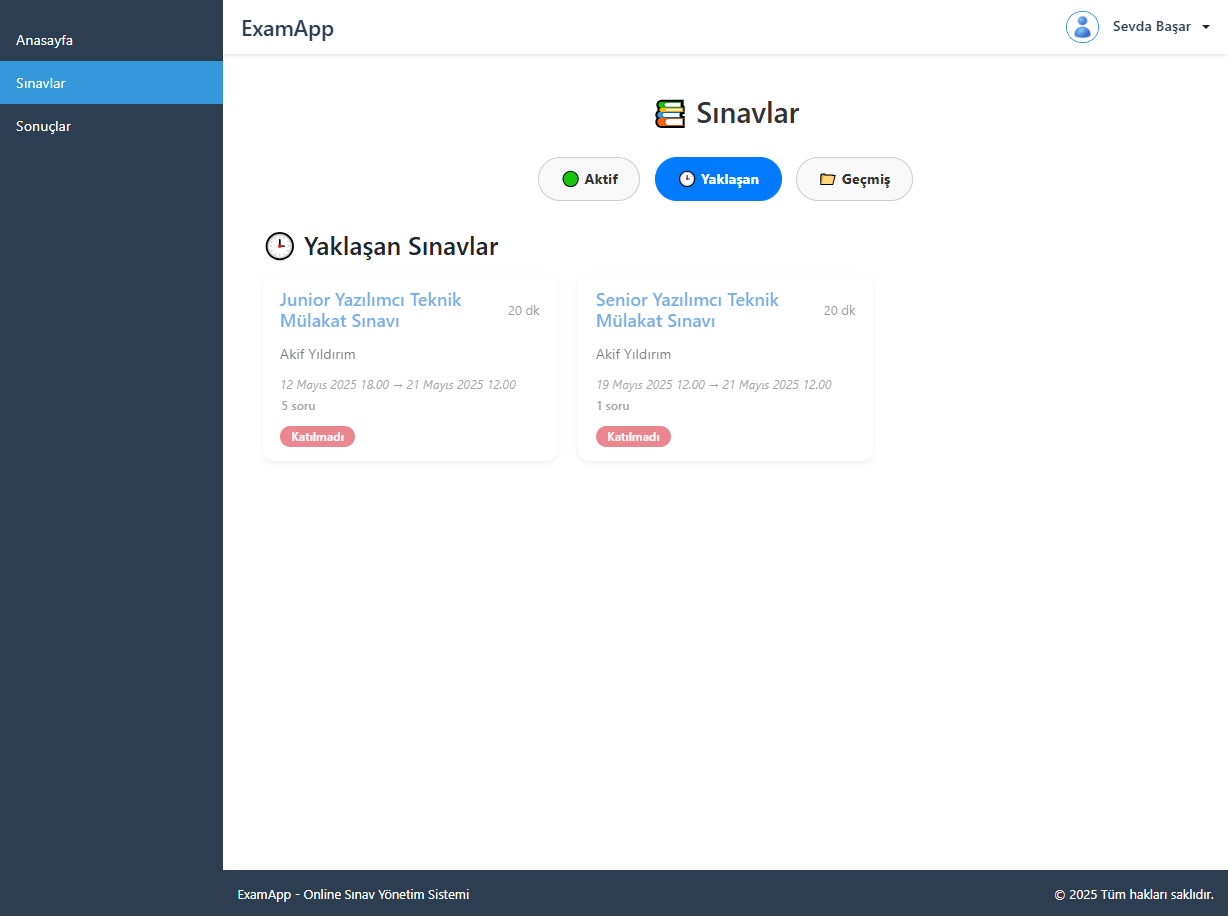 ExamApp
Sevda Başar
Anasayfa
Sınavlar
Sonuçlar
Sınavlar
Aktif
Yaklaşan
Geçmiş
Yaklaşan Sınavlar
Junior Yazılımcı Teknik
Mülakat Sınavı
20 dk
Akif Yıldırım
12 Mayıs 2025 18.00 → 21 Mayıs 2025 12.00
5 soru
Katılmadı
Senior Yazılımcı Teknik
Mülakat Sınavı
20 dk
Akif Yıldırım
19 Mayıs 2025 12.00 → 21 Mayıs 2025 12.00
1 soru
Katılmadı
ExamApp - Online Sınav Yönetim Sistemi
© 2025 Tüm hakları saklıdır.